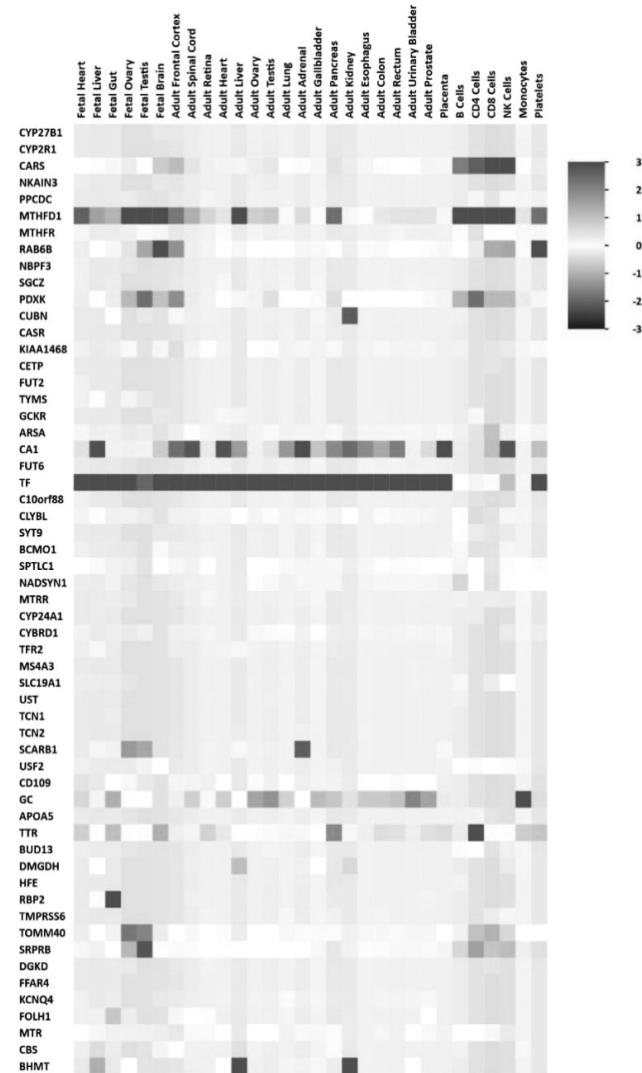 Fetal Heart
Fetal Liver
Fetal Gut
Fetal Ovary
Fetal Testis
Fetal Brain
Adult Frontal Cortex
Adult Spinal Cord
Adult Retina
Adult Heart
Adult Liver
Adult Ovary
Adult Testis
Adult Lung
Adult Adrenal
Adult Gallbladder
Adult Pancreas
Adult Kidney
Adult Esophagus
Adult Colon
Adult Rectum
Adult Urinary Bladder
Adult Prostate
Placenta
B Cells
CD4 Cells
CD8 Cells
NK Cells
Monocytes
Platelets
CYP27B1
CYP2R1
CARS
NKAIN3
PPCDC
MTHFD1
MTHFR
RAB6B
NBPF3
SGCZ
PDXK
CUBN
CASR
KIAA1468
CETP
FUT2
TYMS
GCKR
ARSA
CA1
FUT6
TF
C10orf88
CLYBL
SYT9
BCMO1
SPTLC1
NADSYN1
MTRR
CYP24A1
CYBRD1
TFR2
MS4A3
SLC19A1
UST
TCN1
TCN2
SCARB1
USF2
CD109
GC
APOA5
TTR
BUD13
DMGDH
HFE
RBP2
TMPRSS6
TOMM40
SRPRB
DGKD
FFAR4
KCNQ4
FOLH1
MTR
CBS
BHMT
3
2
1
0
-1
-2
-3